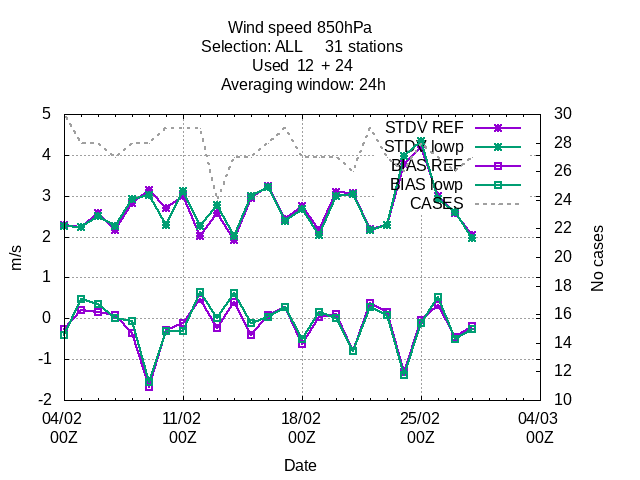 Wind speed 850hPa
Selection: ALL 31 stations
Used 12 + 24
Averaging window: 24h
5 30
STDV REF
4 28
STDV lowp
BIAS REF
26
BIAS lowp
3 24
CASES
2 22
20
1 18
0 16
14
-1 12
-2 10
m/s
No cases
04/02 11/02 18/02 25/02 04/03
00Z 00Z 00Z 00Z 00Z
Date